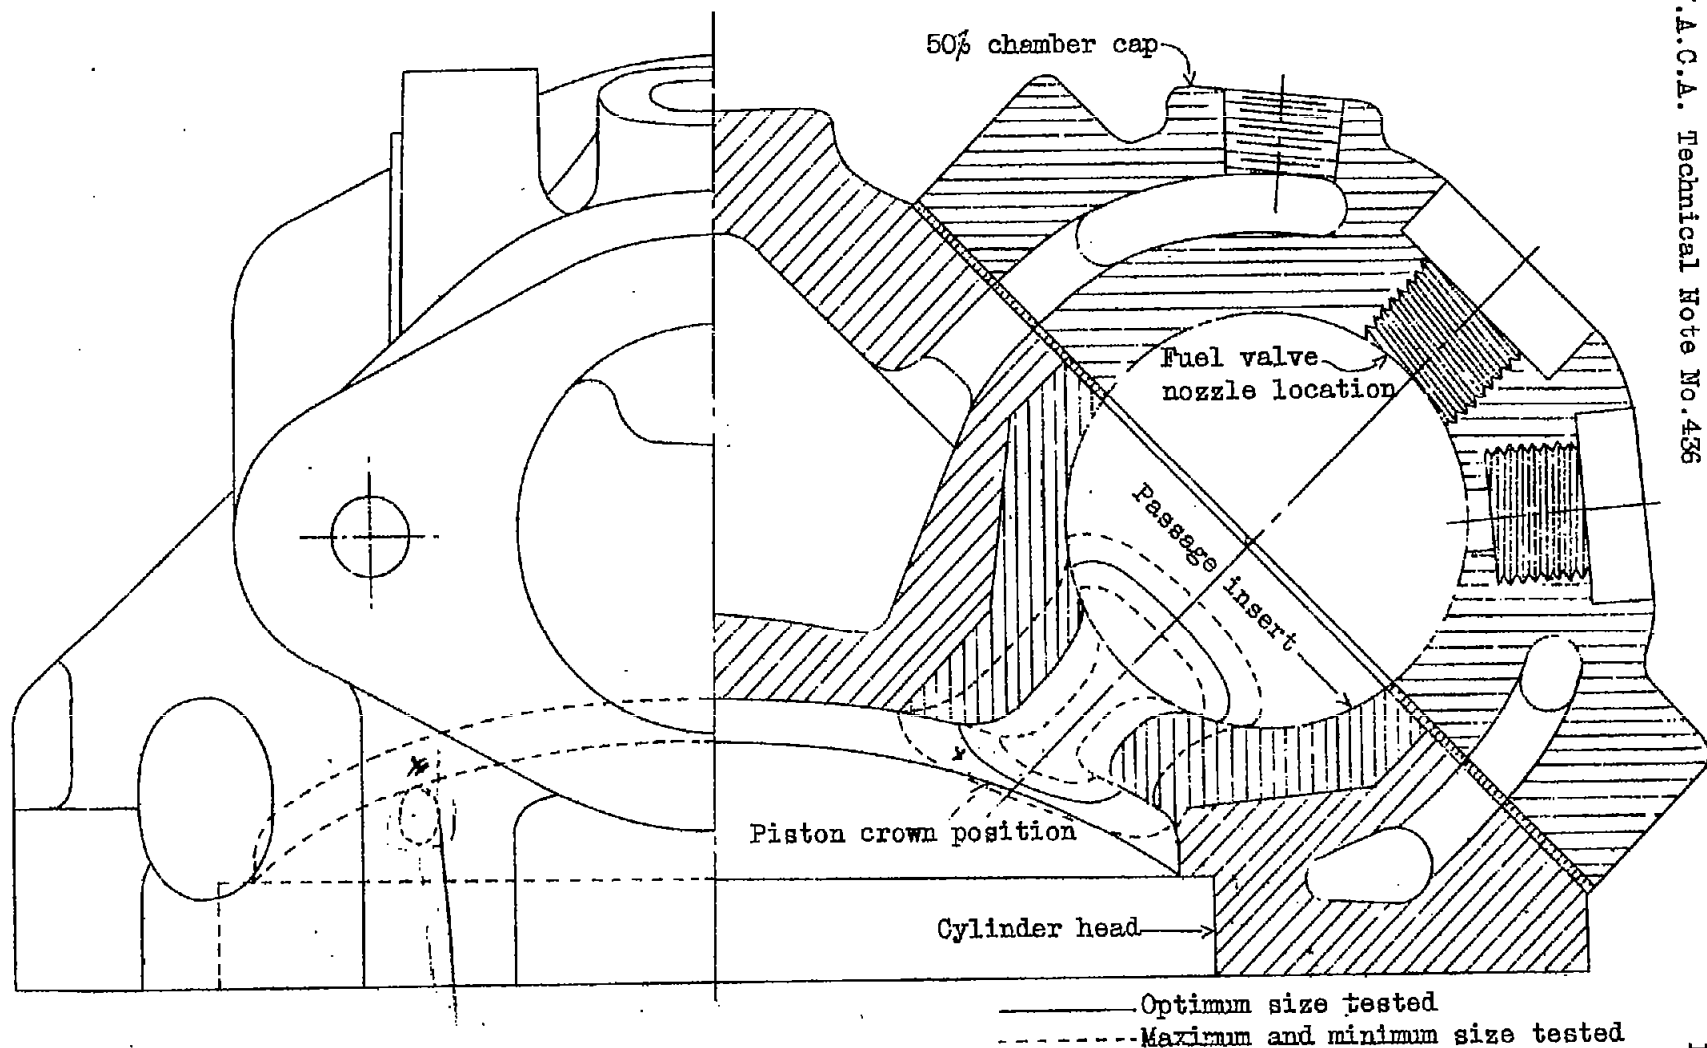 50% chamber cap
.A.C.A. Technical Note No.436
Fuel valve
nozzle location
Passage insert
Piston crown position
Cylinder head
Optimum size tested
Maximum and minimum size tested